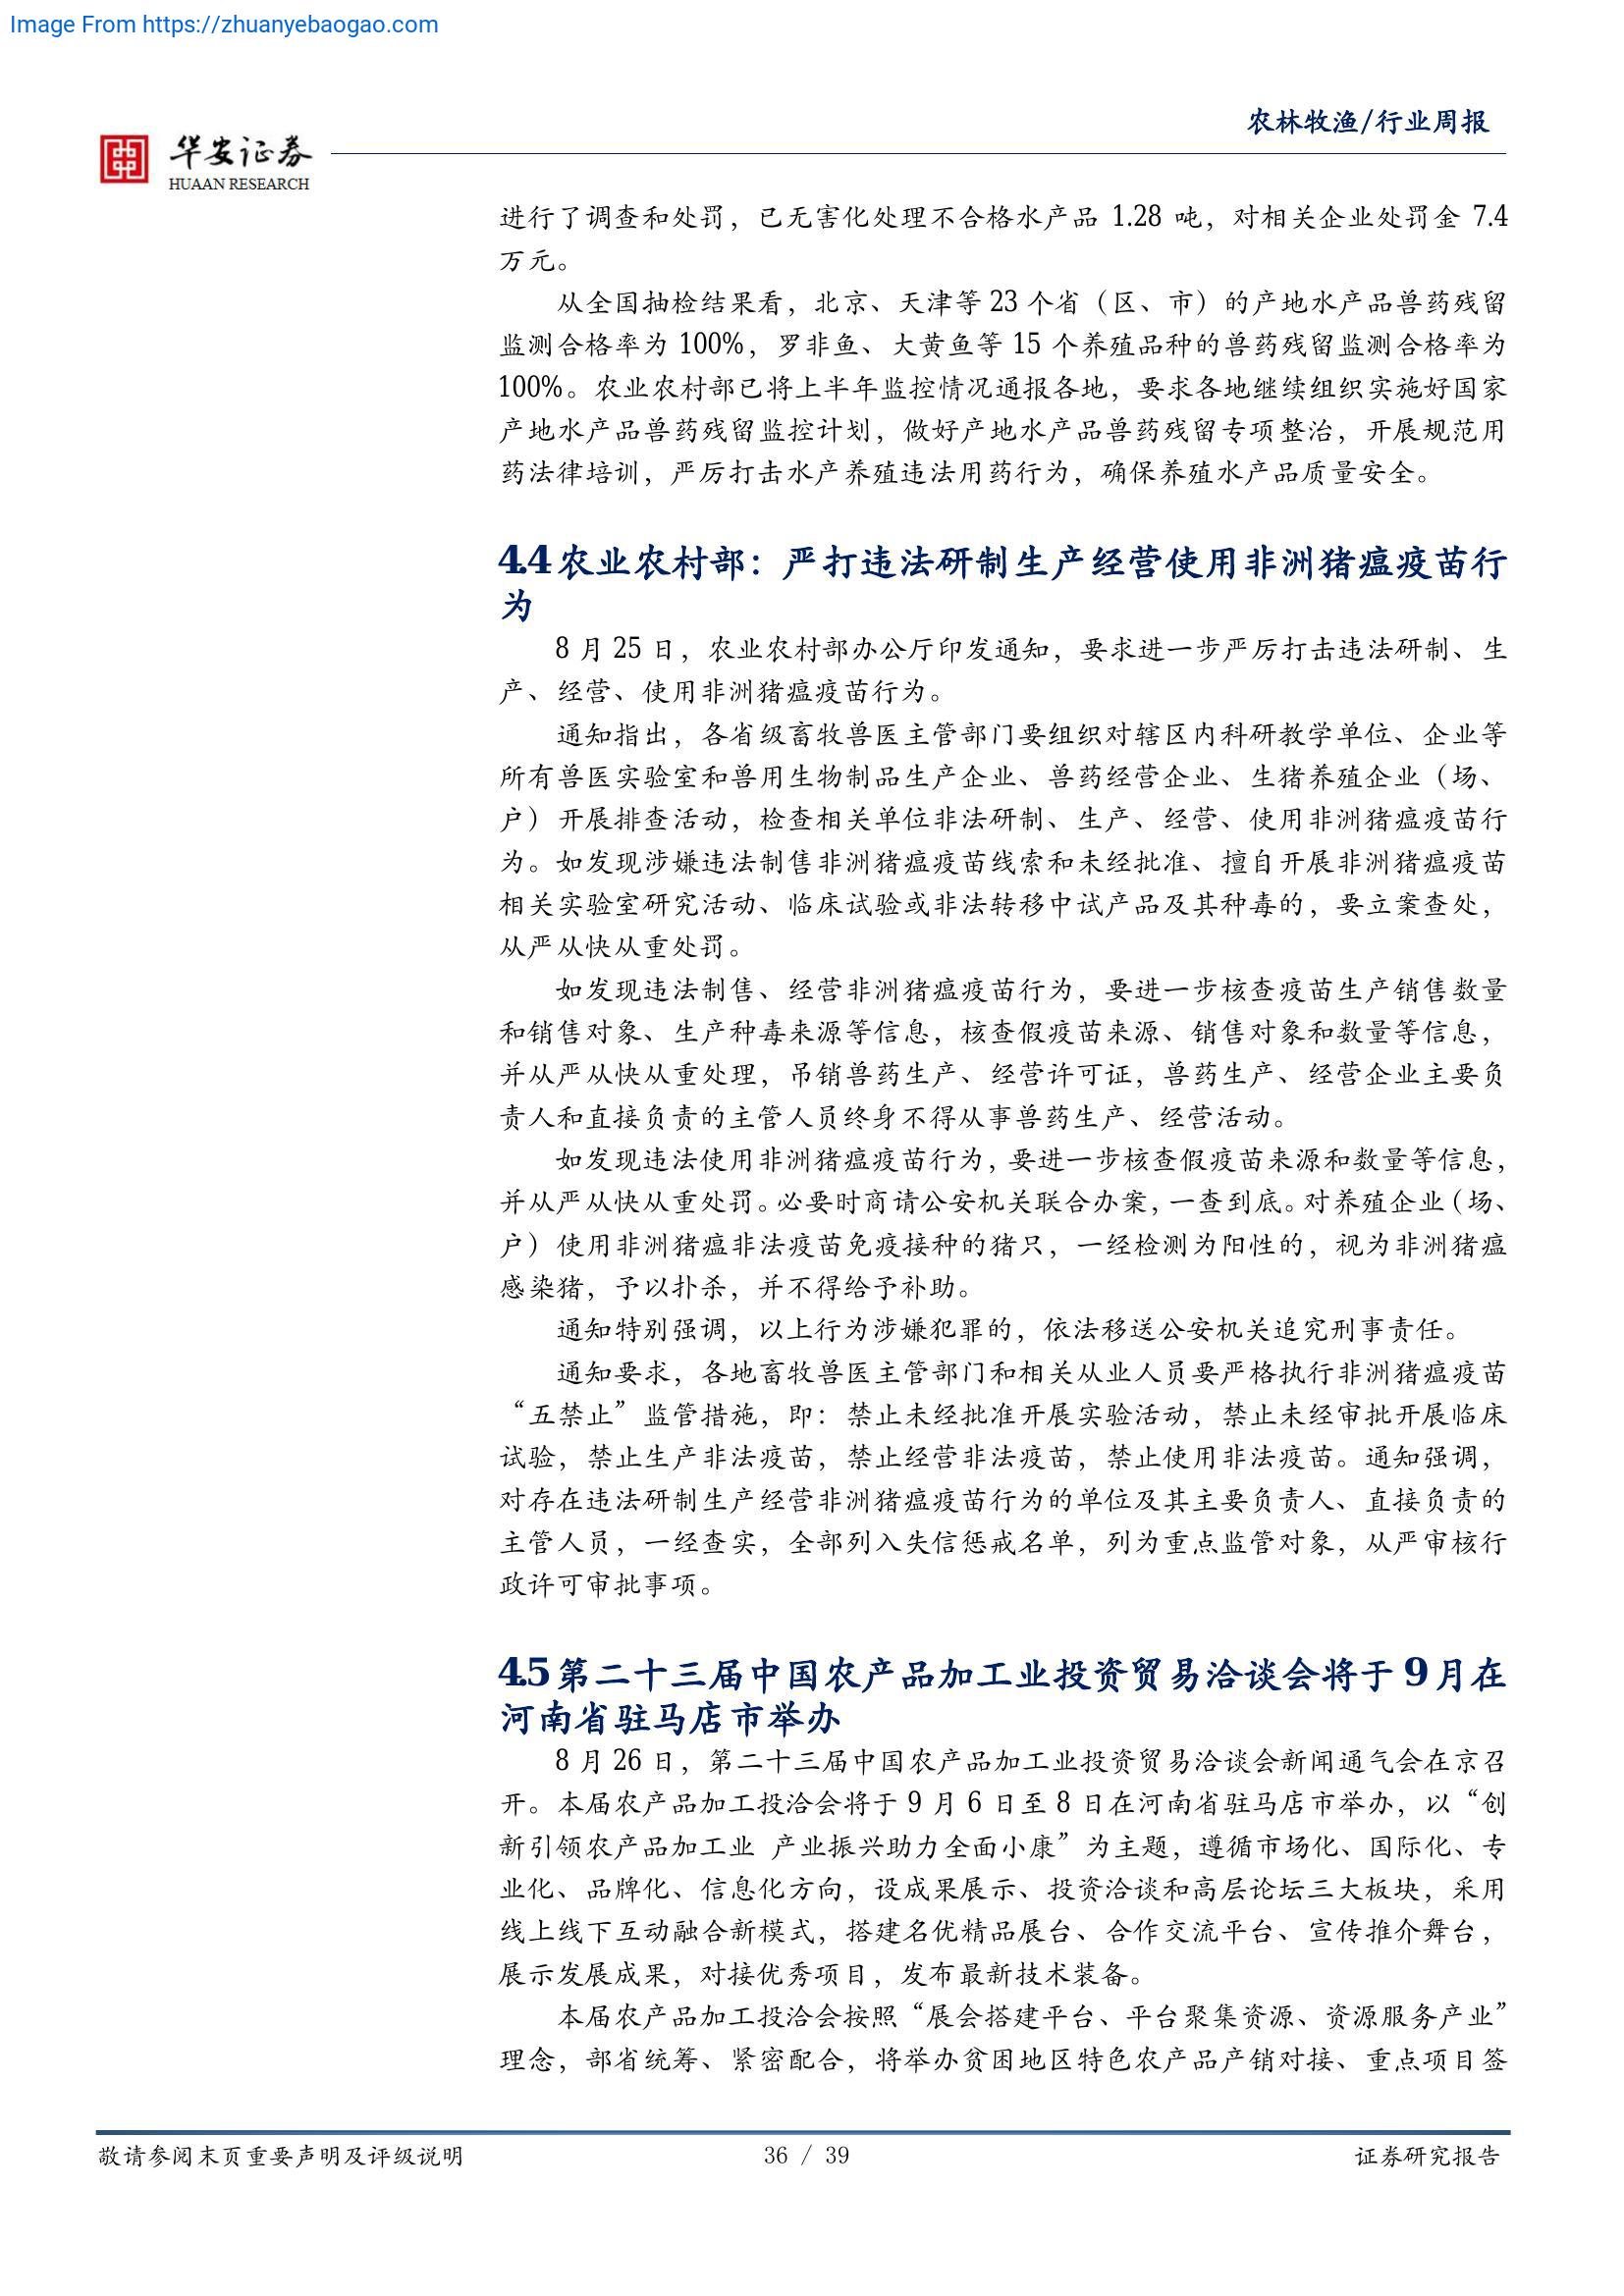 Image From https://zhuanyebaogao.com
农林牧渔/行业周报
华安证券
HUAAN RESEARCH
进行了调查和处罚，已无害化处理不合格水产品 1.28 吨，对相关企业处罚金 7.4
万元。
从全国抽检结果看，北京、天津等 23 个省（区、市）的产地水产品兽药残留
监测合格率为 100%，罗非鱼、大黄鱼等 15 个养殖品种的兽药残留监测合格率为
100%。农业农村部已将上半年监控情况通报各地，要求各地继续组织实施好国家
产地水产品兽药残留监控计划，做好产地水产品兽药残留专项整治，开展规范用
药法律培训，严厉打击水产养殖违法用药行为，确保养殖水产品质量安全。
4.4 农业农村部：严打违法研制生产经营使用非洲猪瘟疫苗行
为
8 月 25 日，农业农村部办公厅印发通知，要求进一步严厉打击违法研制、生
产、经营、使用非洲猪瘟疫苗行为。
通知指出，各省级畜牧兽医主管部门要组织对辖区内科研教学单位、企业等
所有兽医实验室和兽用生物制品生产企业、兽药经营企业、生猪养殖企业（场、
户）开展排查活动，检查相关单位非法研制、生产、经营、使用非洲猪瘟疫苗行
为。如发现涉嫌违法制售非洲猪瘟疫苗线索和未经批准、擅自开展非洲猪瘟疫苗
相关实验室研究活动、临床试验或非法转移中试产品及其种毒的，要立案查处，
从严从快从重处罚。
如发现违法制售、经营非洲猪瘟疫苗行为，要进一步核查疫苗生产销售数量
和销售对象、生产种毒来源等信息，核查假疫苗来源、销售对象和数量等信息，
并从严从快从重处理，吊销兽药生产、经营许可证，兽药生产、经营企业主要负
责人和直接负责的主管人员终身不得从事兽药生产、经营活动。
如发现违法使用非洲猪瘟疫苗行为，要进一步核查假疫苗来源和数量等信息，
并从严从快从重处罚。必要时商请公安机关联合办案，一查到底。对养殖企业（场、
户）使用非洲猪瘟非法疫苗免疫接种的猪只，一经检测为阳性的，视为非洲猪瘟
感染猪，予以扑杀，并不得给予补助。
通知特别强调，以上行为涉嫌犯罪的，依法移送公安机关追究刑事责任。
通知要求，各地畜牧兽医主管部门和相关从业人员要严格执行非洲猪瘟疫苗
“五禁止”监管措施，即：禁止未经批准开展实验活动，禁止未经审批开展临床
试验，禁止生产非法疫苗，禁止经营非法疫苗，禁止使用非法疫苗。通知强调，
对存在违法研制生产经营非洲猪瘟疫苗行为的单位及其主要负责人、直接负责的
主管人员，一经查实，全部列入失信惩戒名单，列为重点监管对象，从严审核行
政许可审批事项。
4.5 第二十三届中国农产品加工业投资贸易洽谈会将于 9 月在
河南省驻马店市举办
8 月 26 日，第二十三届中国农产品加工业投资贸易洽谈会新闻通气会在京召
开。本届农产品加工投洽会将于 9 月 6 日至 8 日在河南省驻马店市举办，以“创
新引领农产品加工业 产业振兴助力全面小康”为主题，遵循市场化、国际化、专
业化、品牌化、信息化方向，设成果展示、投资洽谈和高层论坛三大板块，采用
线上线下互动融合新模式，搭建名优精品展台、合作交流平台、宣传推介舞台，
展示发展成果，对接优秀项目，发布最新技术装备。
本届农产品加工投洽会按照“展会搭建平台、平台聚集资源、资源服务产业”
理念，部省统筹、紧密配合，将举办贫困地区特色农产品产销对接、重点项目签
敬请参阅末页重要声明及评级说明
36 / 39
证券研究报告